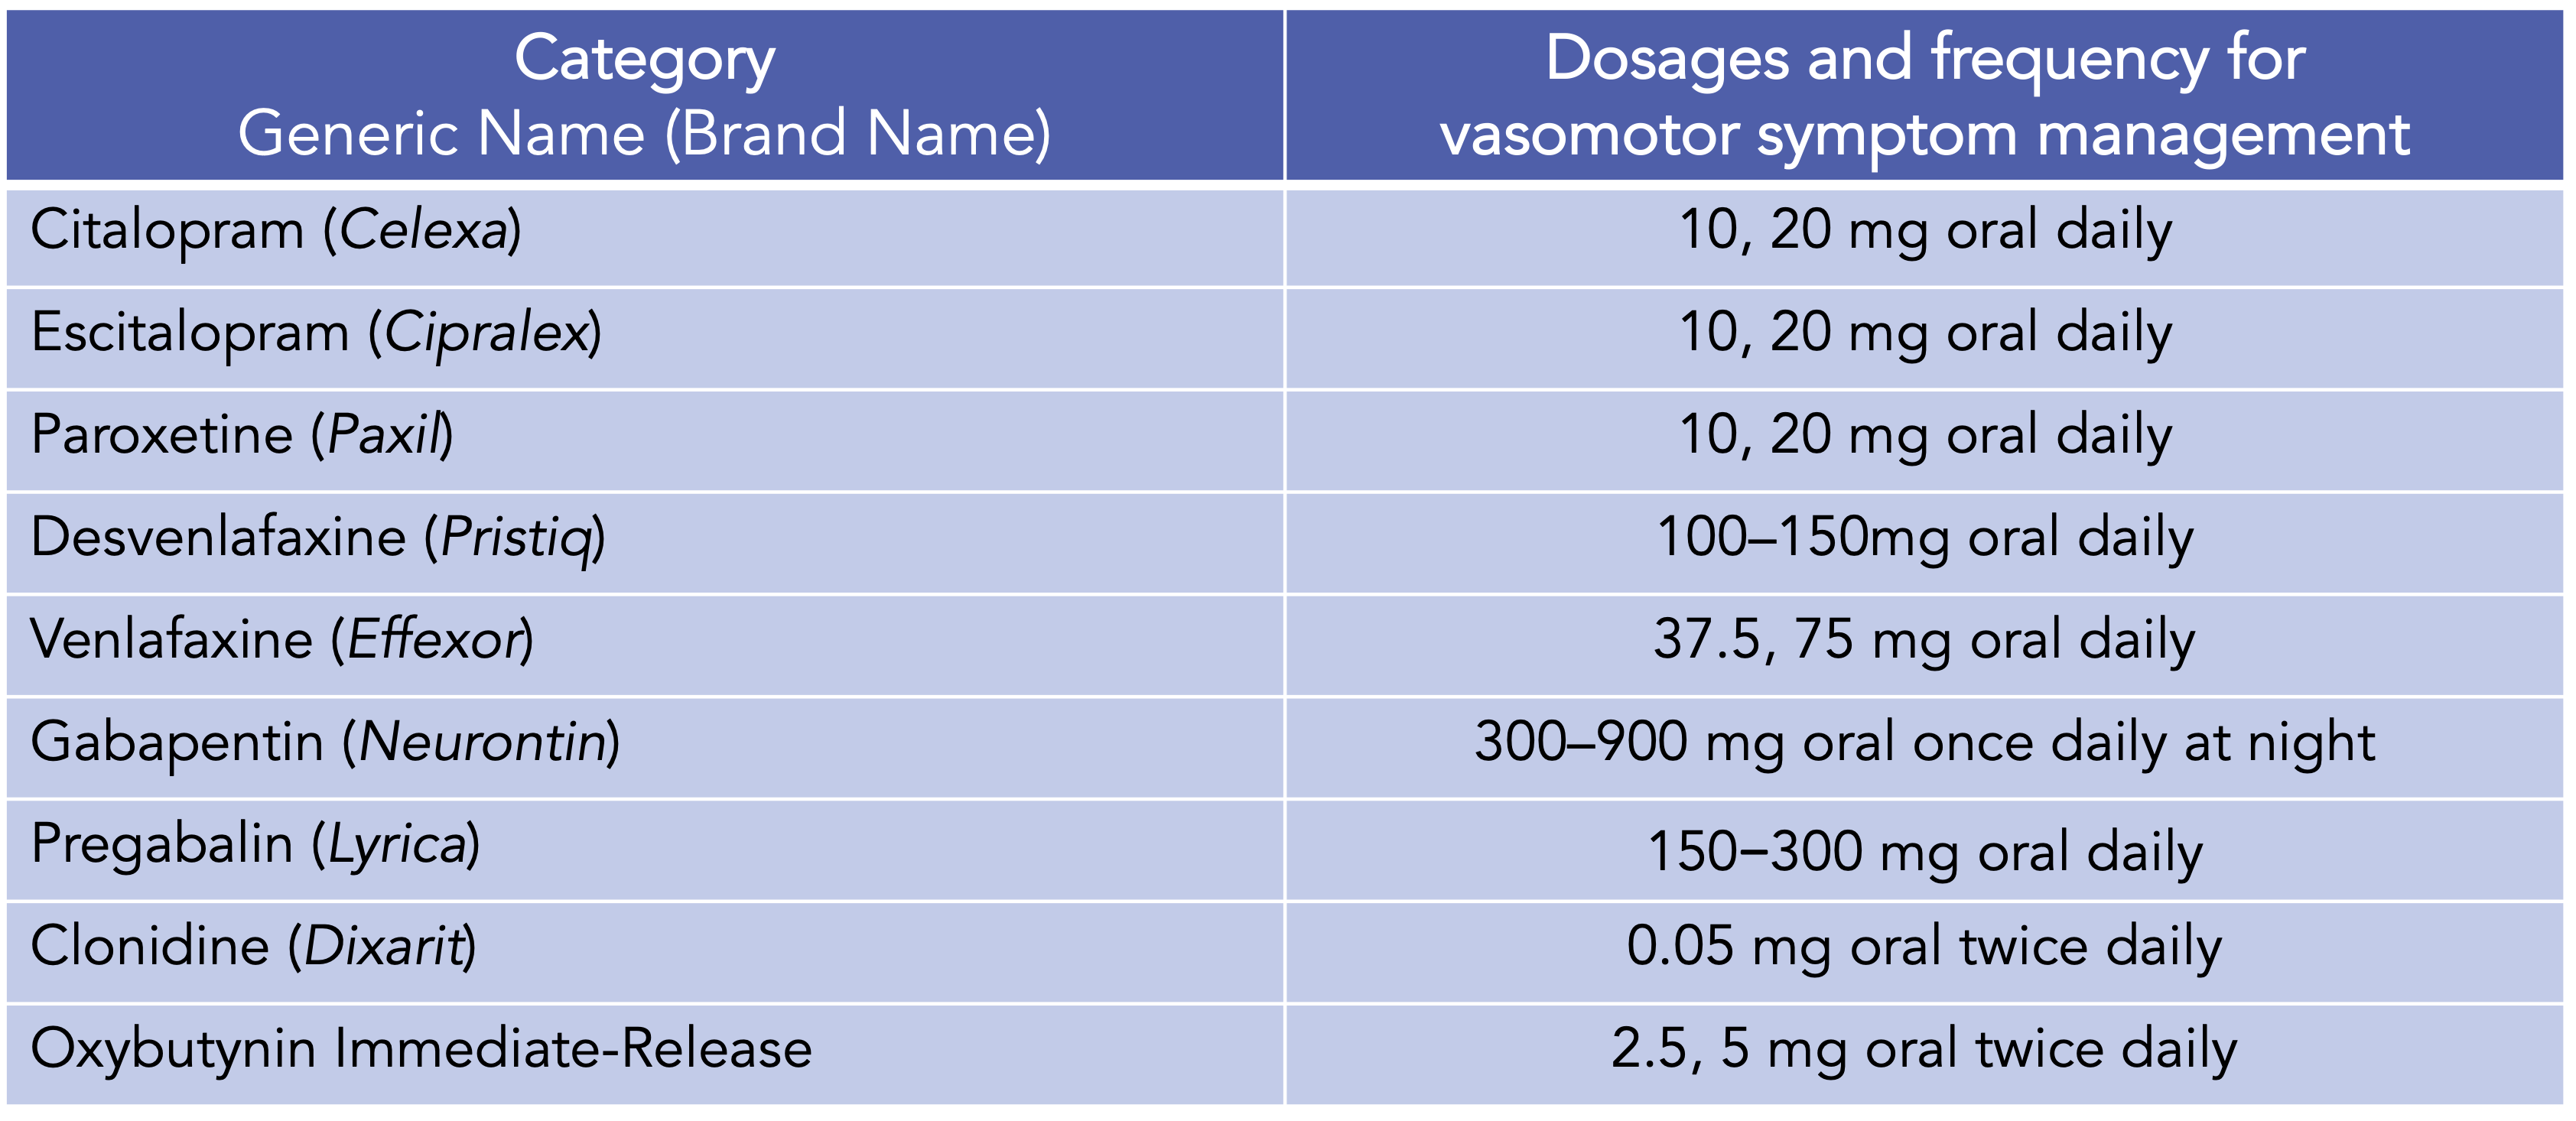 Category
Generic Name (Brand Name)
Dosages and frequency for
vasomotor symptom management
Citalopram (Celexa)
10, 20 mg oral daily
Escitalopram (Cipralex)
10, 20 mg oral daily
Paroxetine (Paxil)
10, 20 mg oral daily
Desvenlafaxine (Pristiq)
100–150mg oral daily
Venlafaxine (Effexor)
37.5, 75 mg oral daily
Gabapentin (Neurontin)
300–900 mg oral once daily at night
Pregabalin (Lyrica)
150–300 mg oral daily
Clonidine (Dixarit)
0.05 mg oral twice daily
Oxybutynin Immediate-Release
2.5, 5 mg oral twice daily